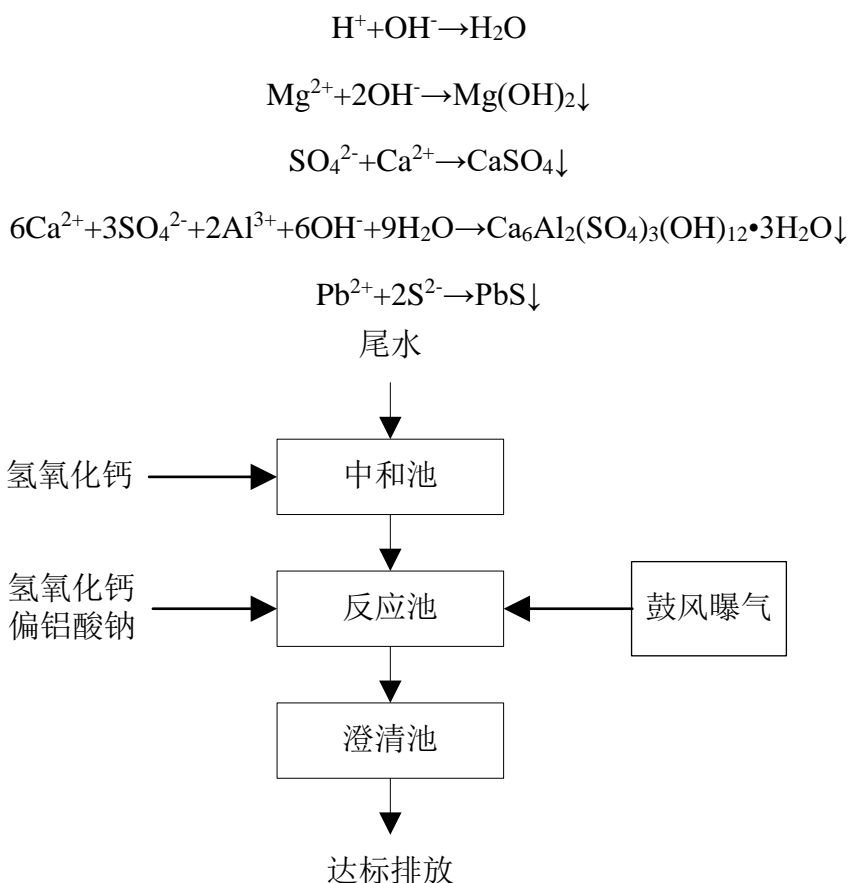 H⁺+OH⁻→H₂O
Mg²⁺+2OH⁻→Mg(OH)₂↓
SO₄²⁻+Ca²⁺→CaSO₄↓
6Ca²⁺+3SO₄²⁻+2Al³⁺+6OH⁻+9H₂O→Ca₆Al₂(SO₄)₃(OH)₁₂•3H₂O↓
Pb²⁺+2S²⁻→PbS↓
尾水
氢氧化钙
中和池
氢氧化钙
偏铝酸钠
反应池
鼓风曝气
澄清池
达标排放